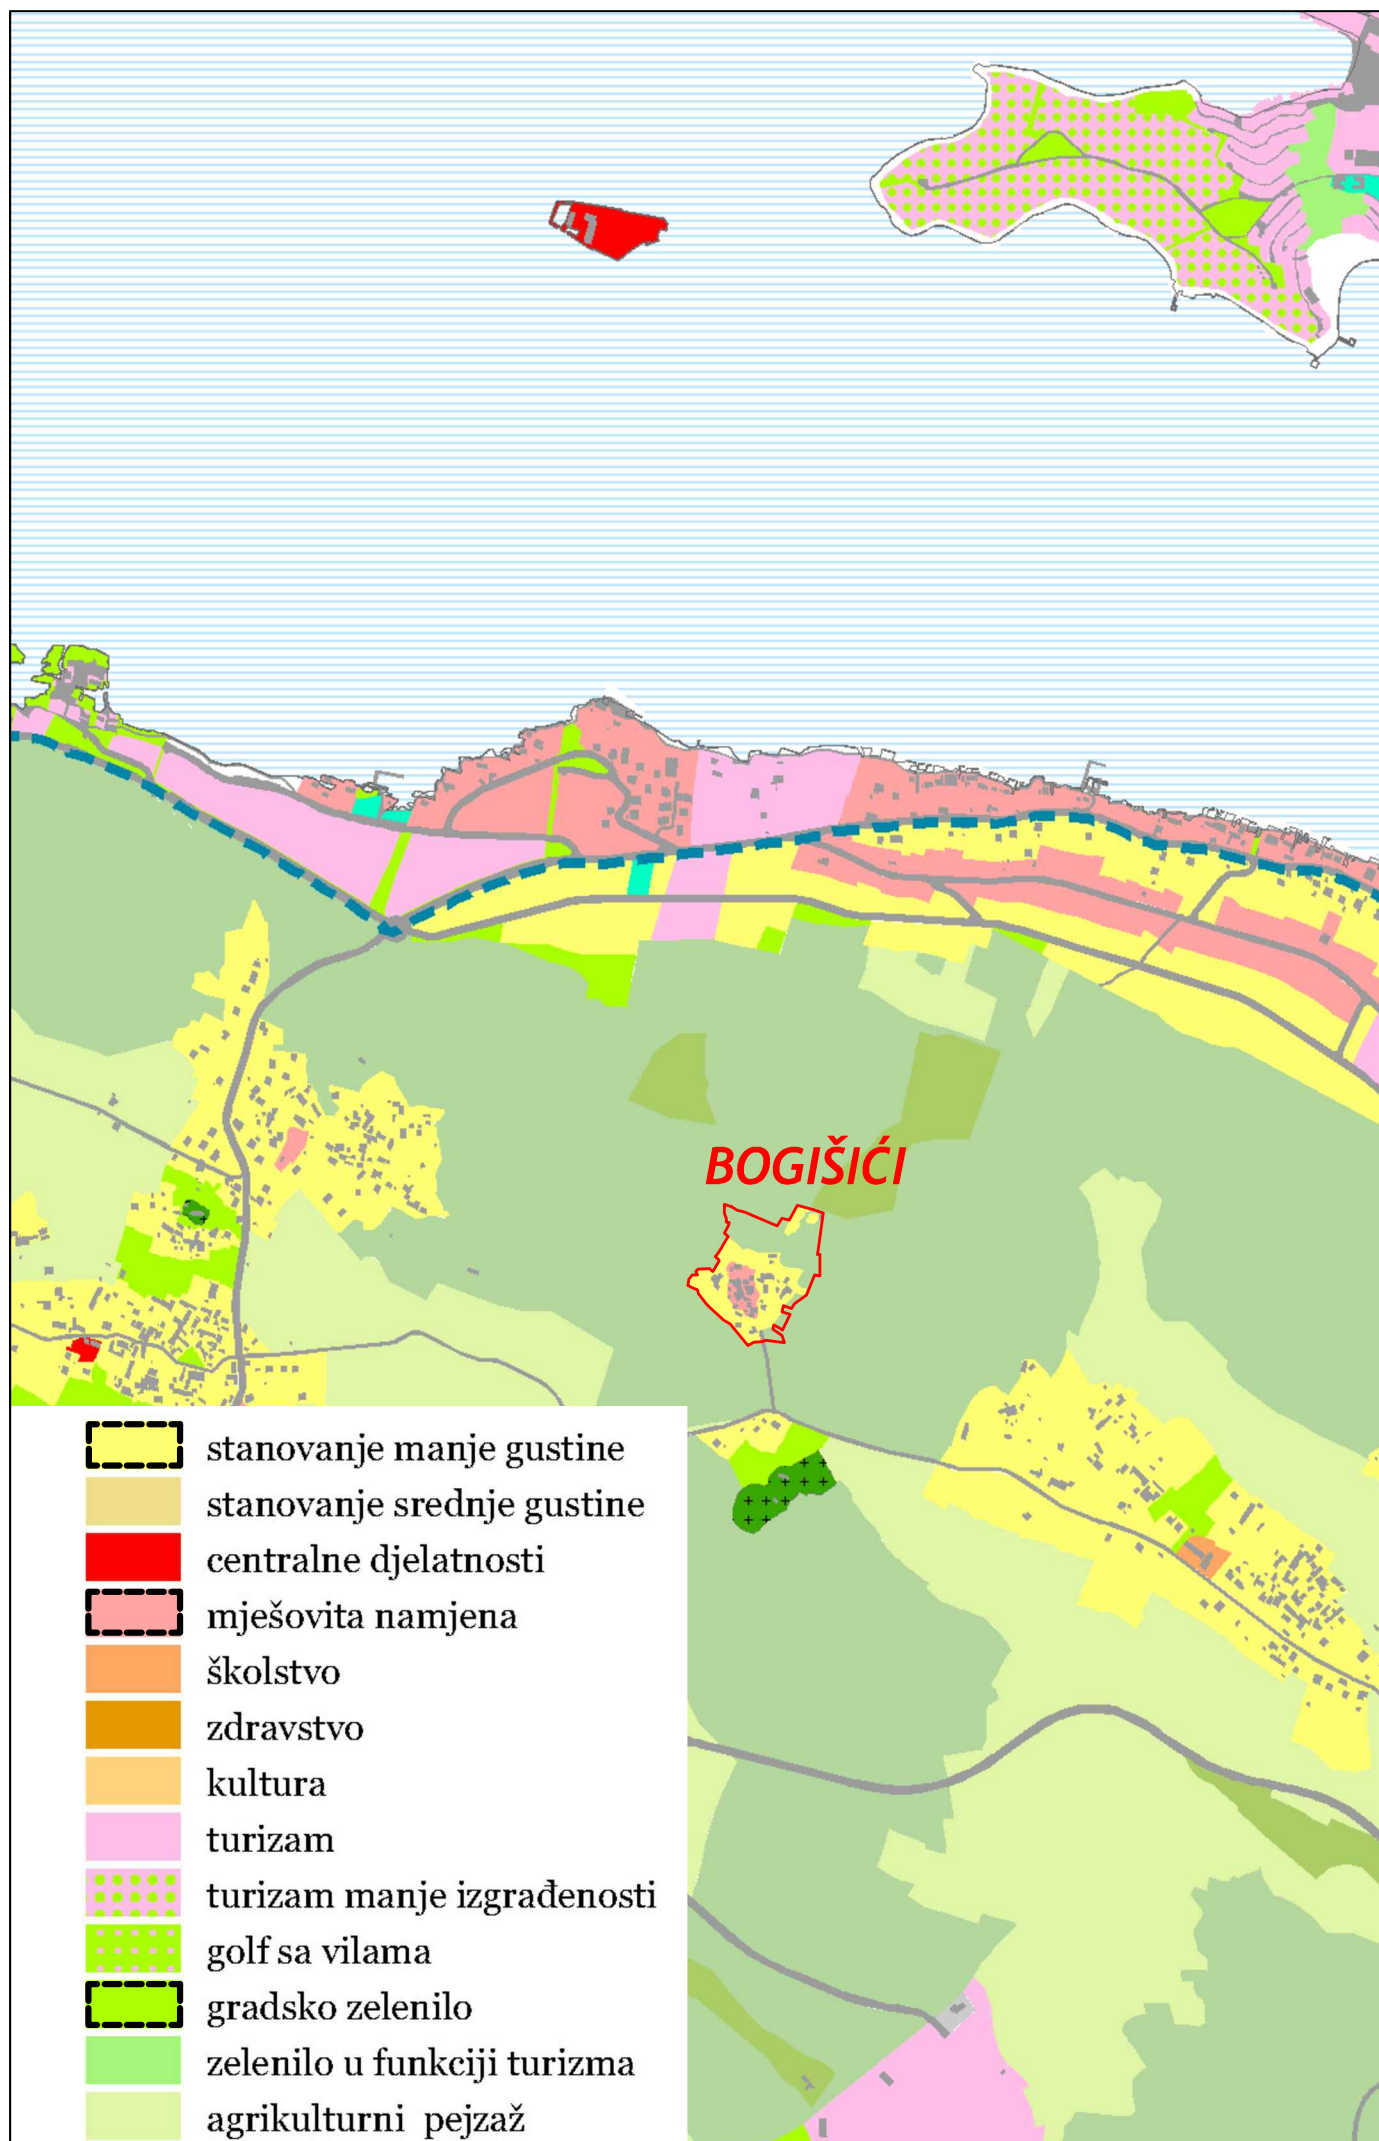 BOGIŠIĆI
stanovanje manje gustine
stanovanje srednje gustine
centralne djelatnosti
mješovita namjena
školstvo
zdravstvo
kultura
turizam
turizam manje izgrađenosti
golf sa vilama
gradsko zelenilo
zelenilo u funkciji turizma
agrikulturni pejzaž